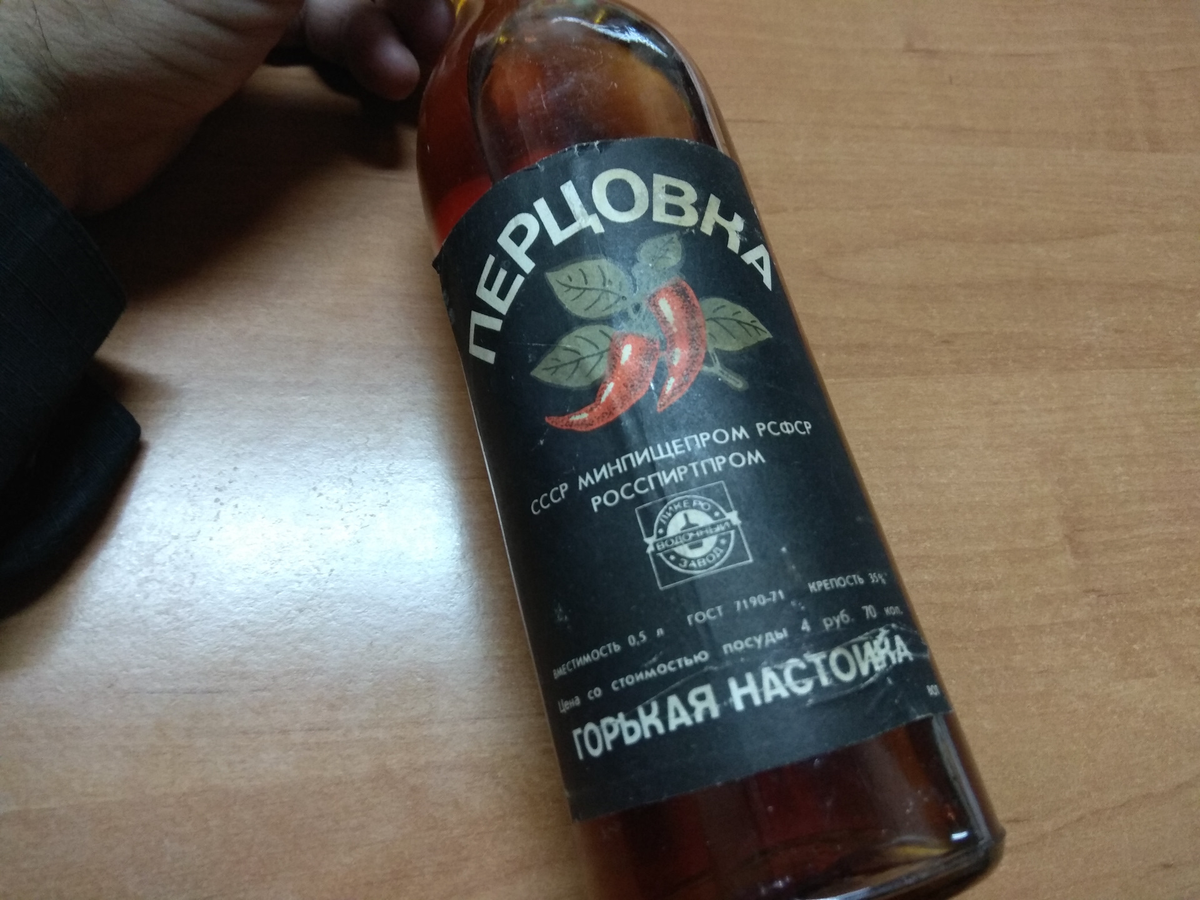 ПЕРЦОВКА
СССР МИНПИЩЕПРОМ РСФСР
РОССПИРТПРОМ
ЛИКЕРО
ВОДОЧНЫЙ
ЗАВОД
ВМЕСТИМОСТЬ 0,5 л ГОСТ 7190-71 КРЕПОСТЬ 35%
Цена со стоимостью посуды 4 руб. 70 коп.
ГОРЬКАЯ НАСТОЙКА